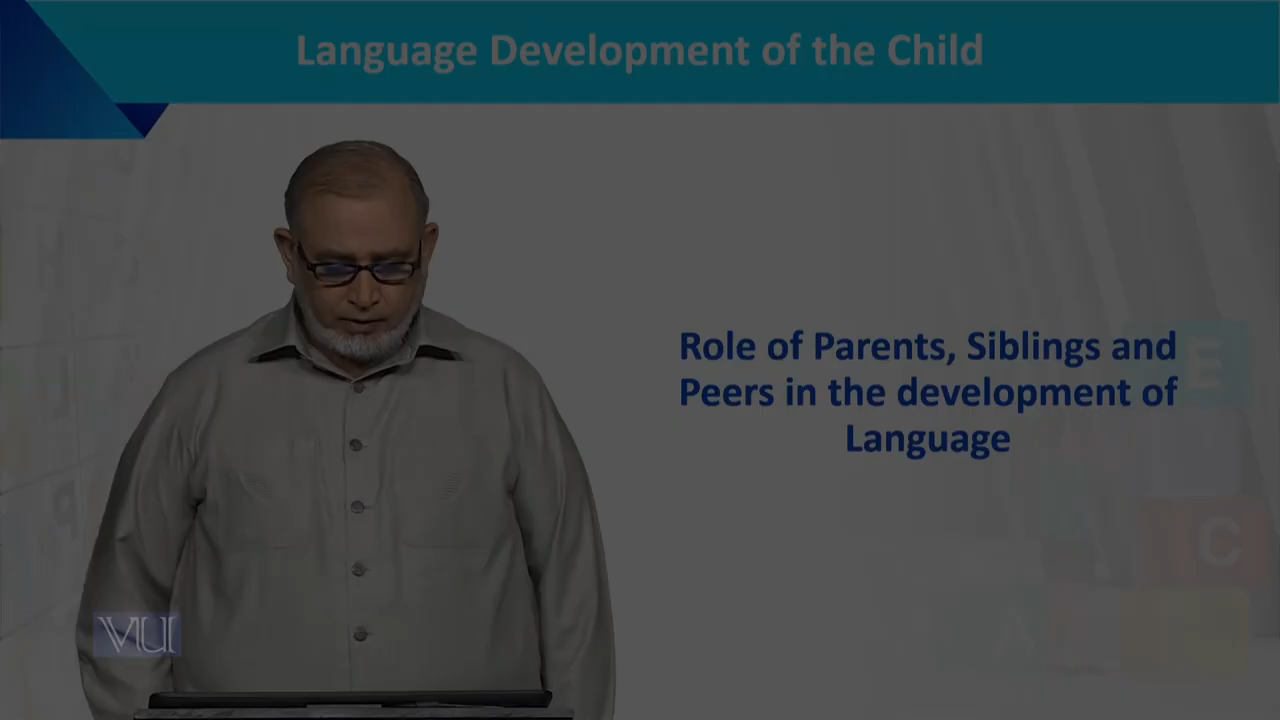 Language Development of the Child
Role of Parents, Siblings and
Peers in the development of
Language
E
C
A
VU